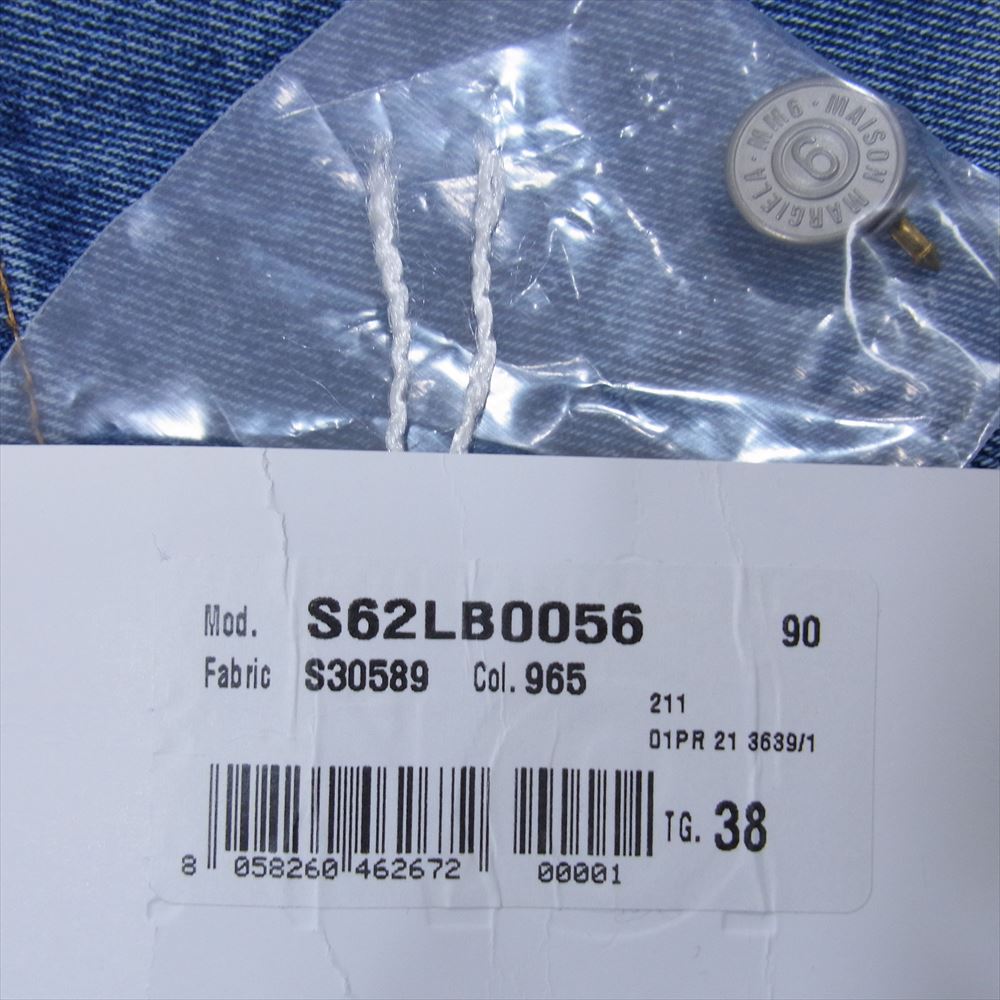 MM6 · MAISON MARGIELA ·
6
Mod. S62LB0056 90
Fabric S30589 Col. 965
211
01PR 21 3639/1
TG. 38
8 058260 462672 00001